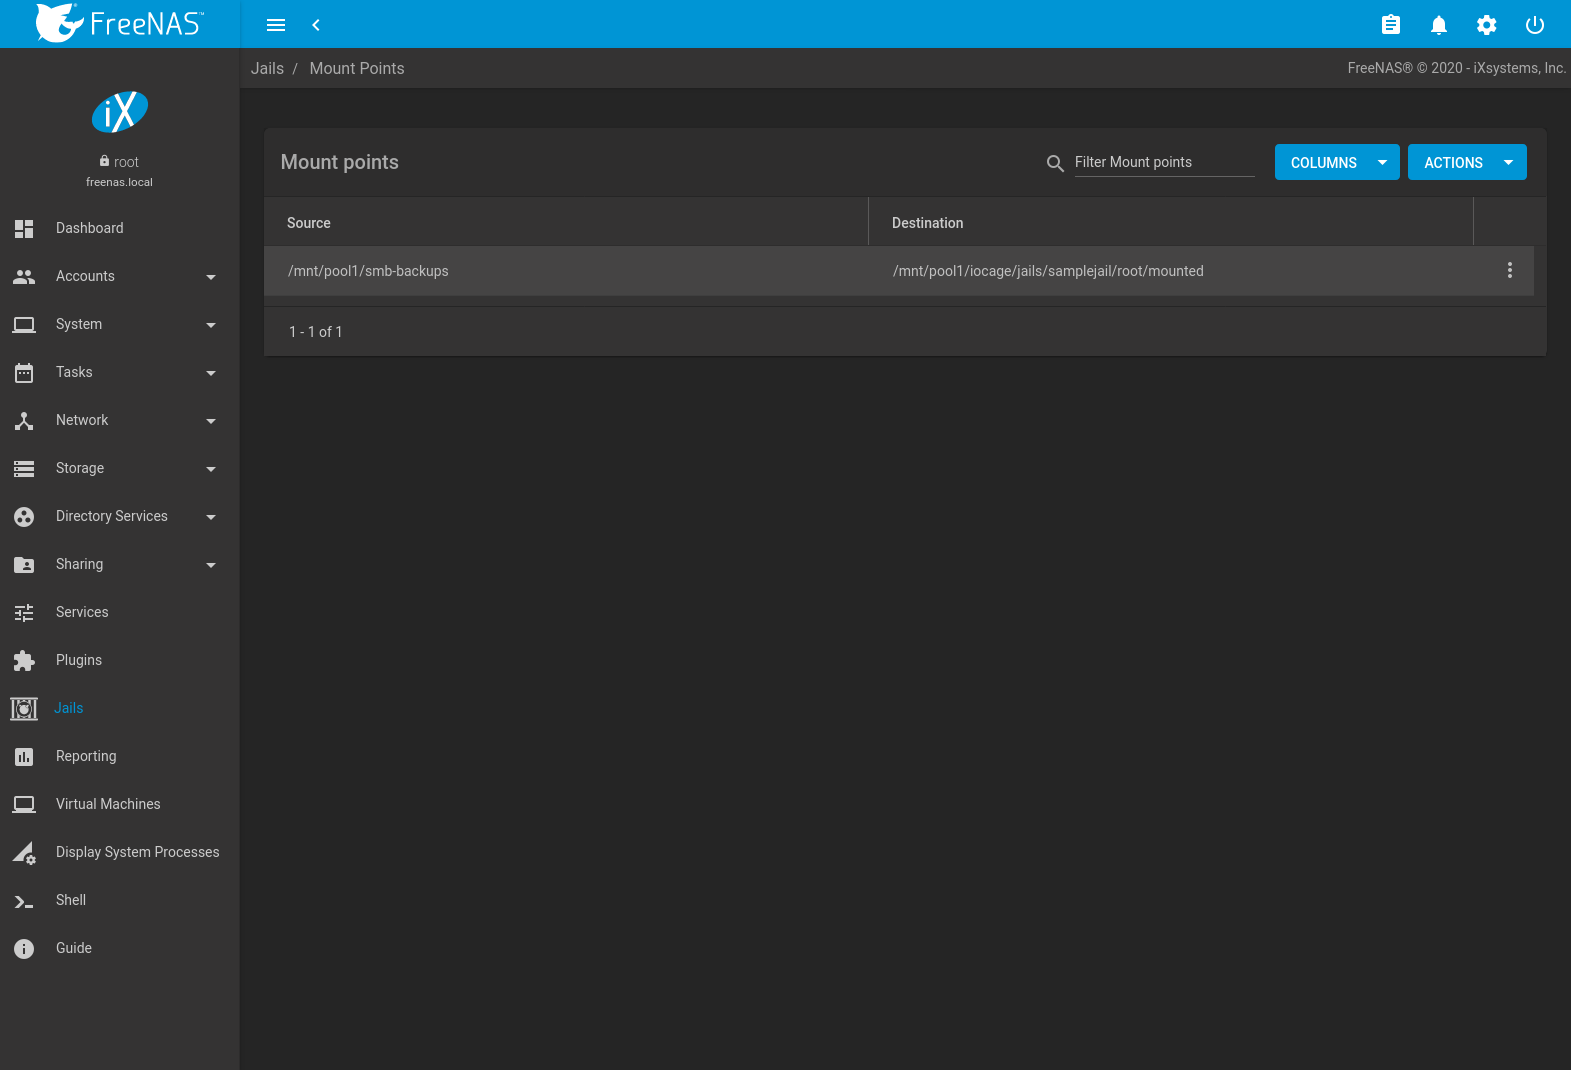 FreeNAS™
Jails / Mount Points
FreeNAS® © 2020 - iXsystems, Inc.
iX
root
freenas.local
Dashboard
Accounts
System
Tasks
Network
Storage
Directory Services
Sharing
Services
Plugins
Jails
Reporting
Virtual Machines
Display System Processes
Shell
Guide
Mount points
Filter Mount points
COLUMNS
ACTIONS
Source Destination
/mnt/pool1/smb-backups /mnt/pool1/iocage/jails/samplejail/root/mounted
1 - 1 of 1